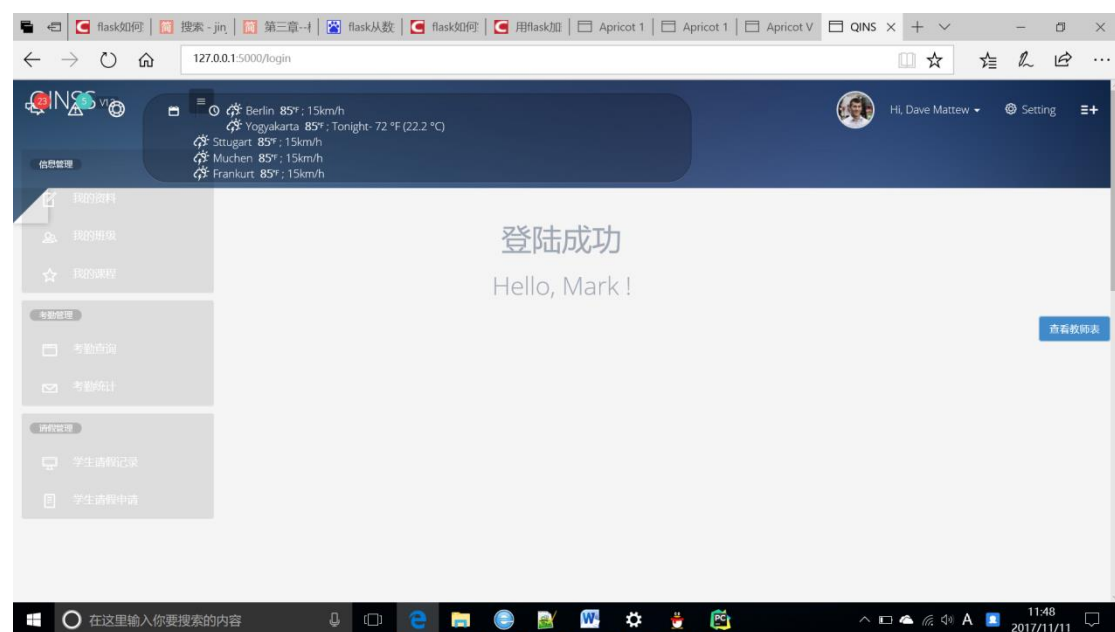 flask如何
搜索 - jin
第三章--
flask从数
flask如何
用flask加
Apricot 1
Apricot 1
Apricot V
QINS
127.0.0.1:5000/login
QINSS V1.
23
5
Berlin 85°F ; 15km/h
Yogyakarta 85°F ; Tonight- 72 °F (22.2 °C)
Sttugart 85°F ; 15km/h
Muchen 85°F ; 15km/h
Frankurt 85°F ; 15km/h
Hi, Dave Mattew
Setting
信息管理
我的资料
我的班级
我的课程
考勤管理
考勤查询
考勤统计
请假管理
学生请假记录
学生请假申请
登陆成功
Hello, Mark !
查看教师表
在这里输入你要搜索的内容
A
11:48
2017/11/11